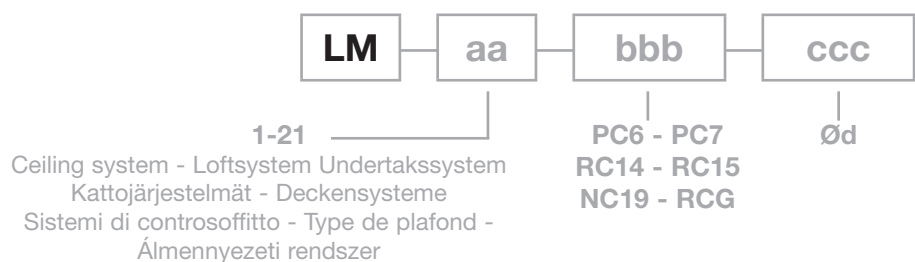 LM aa bbb ccc
1-21
Ceiling system - Loftsystem Undertakssystem
Kattojärjestelmät - Deckensysteme
Sistemi di controsoffitto - Type de plafond -
Álmennyezeti rendszer
PC6 - PC7
RC14 - RC15
NC19 - RCG
Ød